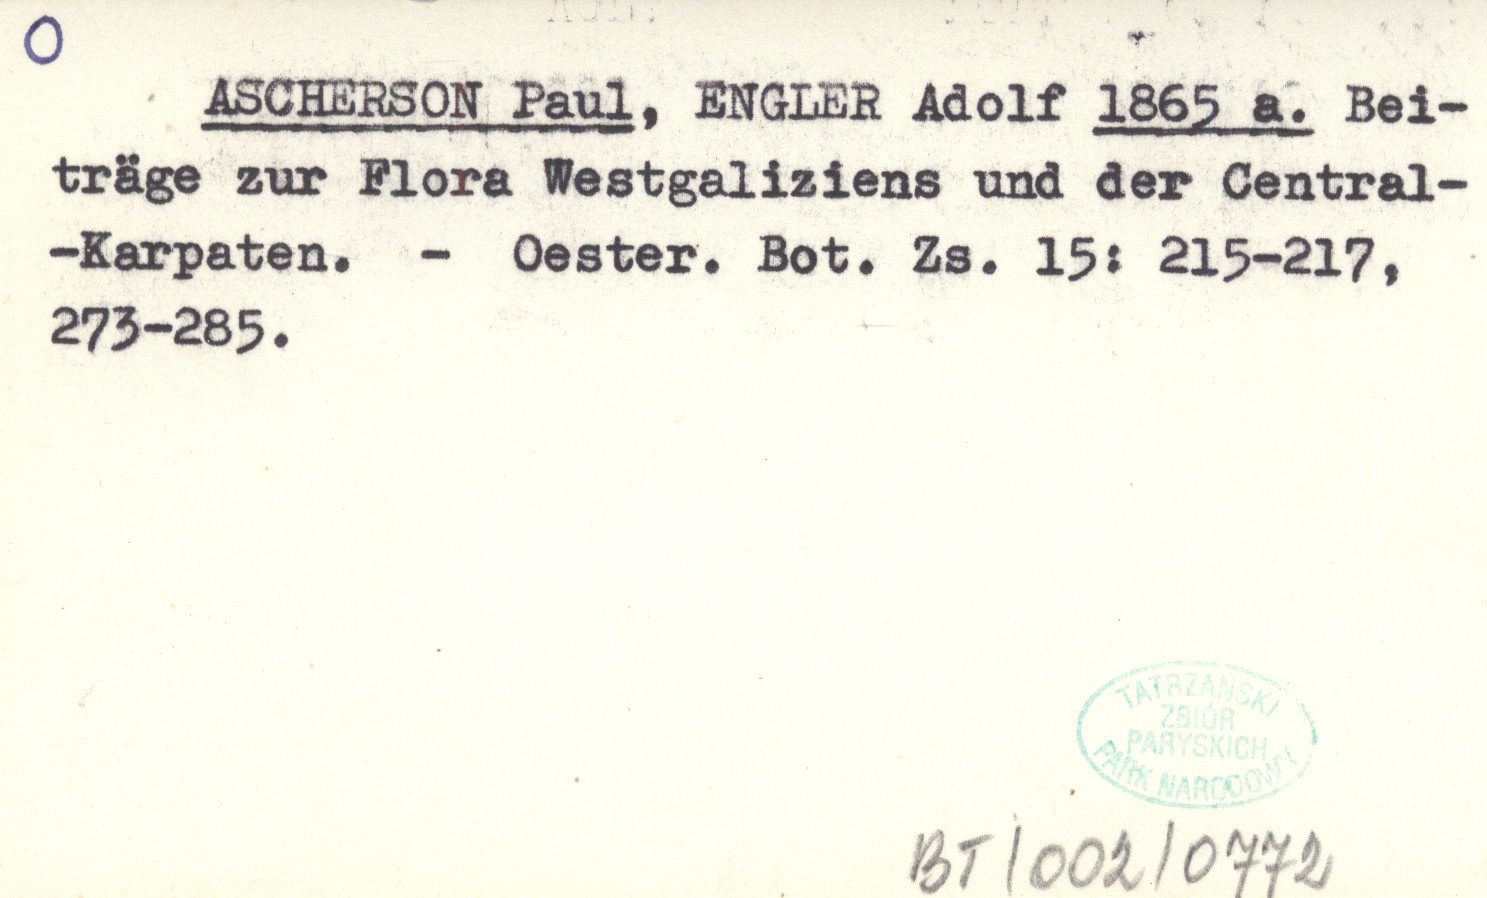 O
ASCHERSON Paul, ENGLER Adolf 1865 a. Bei-
träge zur Flora Westgaliziens und der Central-
-Karpaten. - Oester. Bot. Zs. 15: 215-217,
273-285.
TATRZAŃSKI
ZBIÓR
PARYSKICH
PARK NARODOWY
BT/002/0772